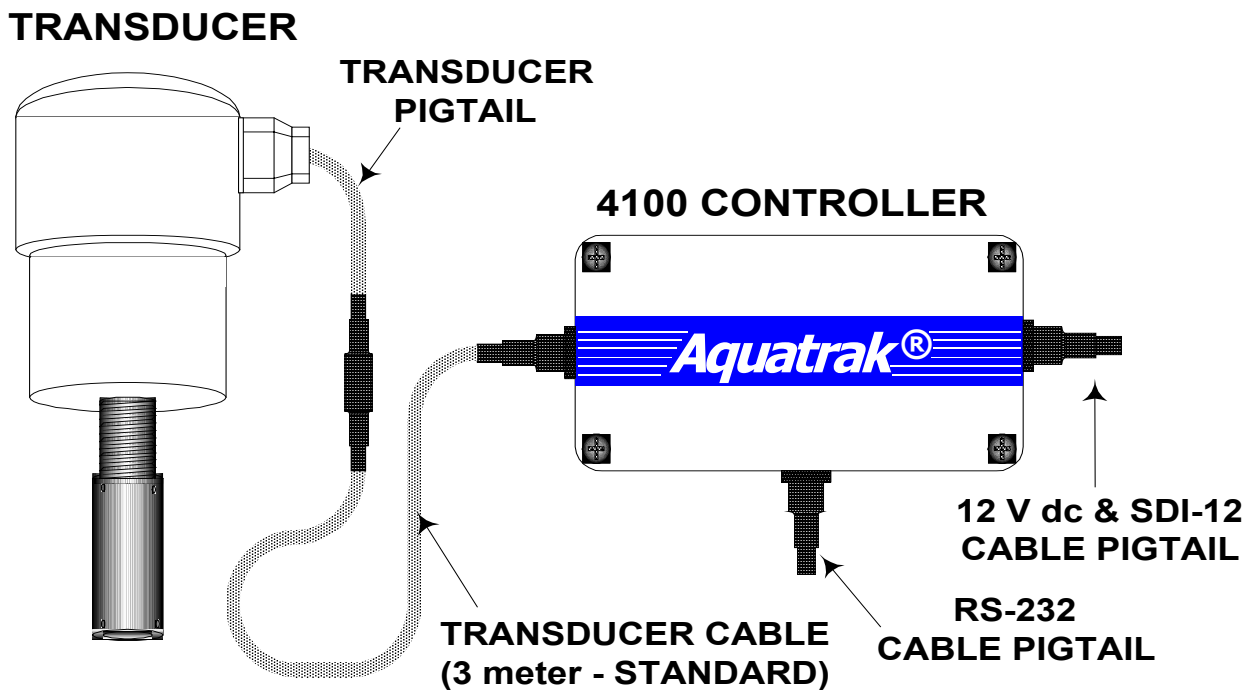 TRANSDUCER
TRANSDUCER
PIGTAIL
4100 CONTROLLER
Aquatrak®
12 V dc & SDI-12
CABLE PIGTAIL
RS-232
CABLE PIGTAIL
TRANSDUCER CABLE
(3 meter - STANDARD)